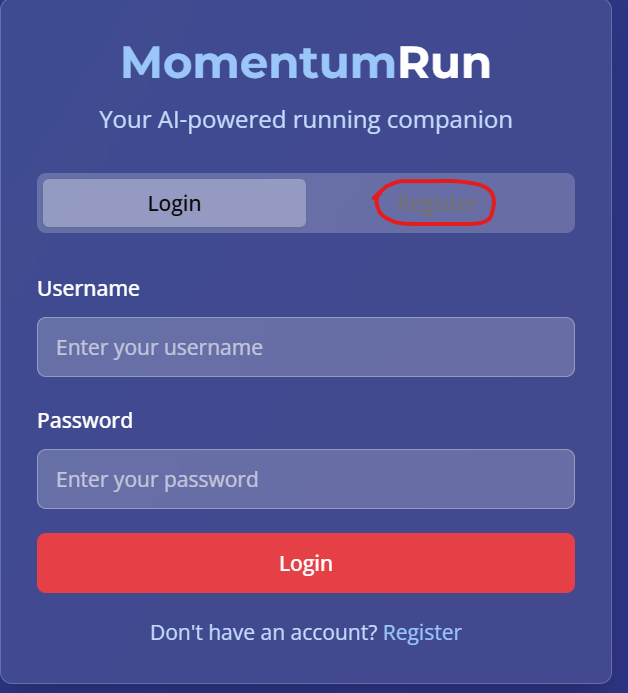 MomentumRun
Your AI-powered running companion
Login Register
Username
Enter your username
Password
Enter your password
Login
Don't have an account? Register